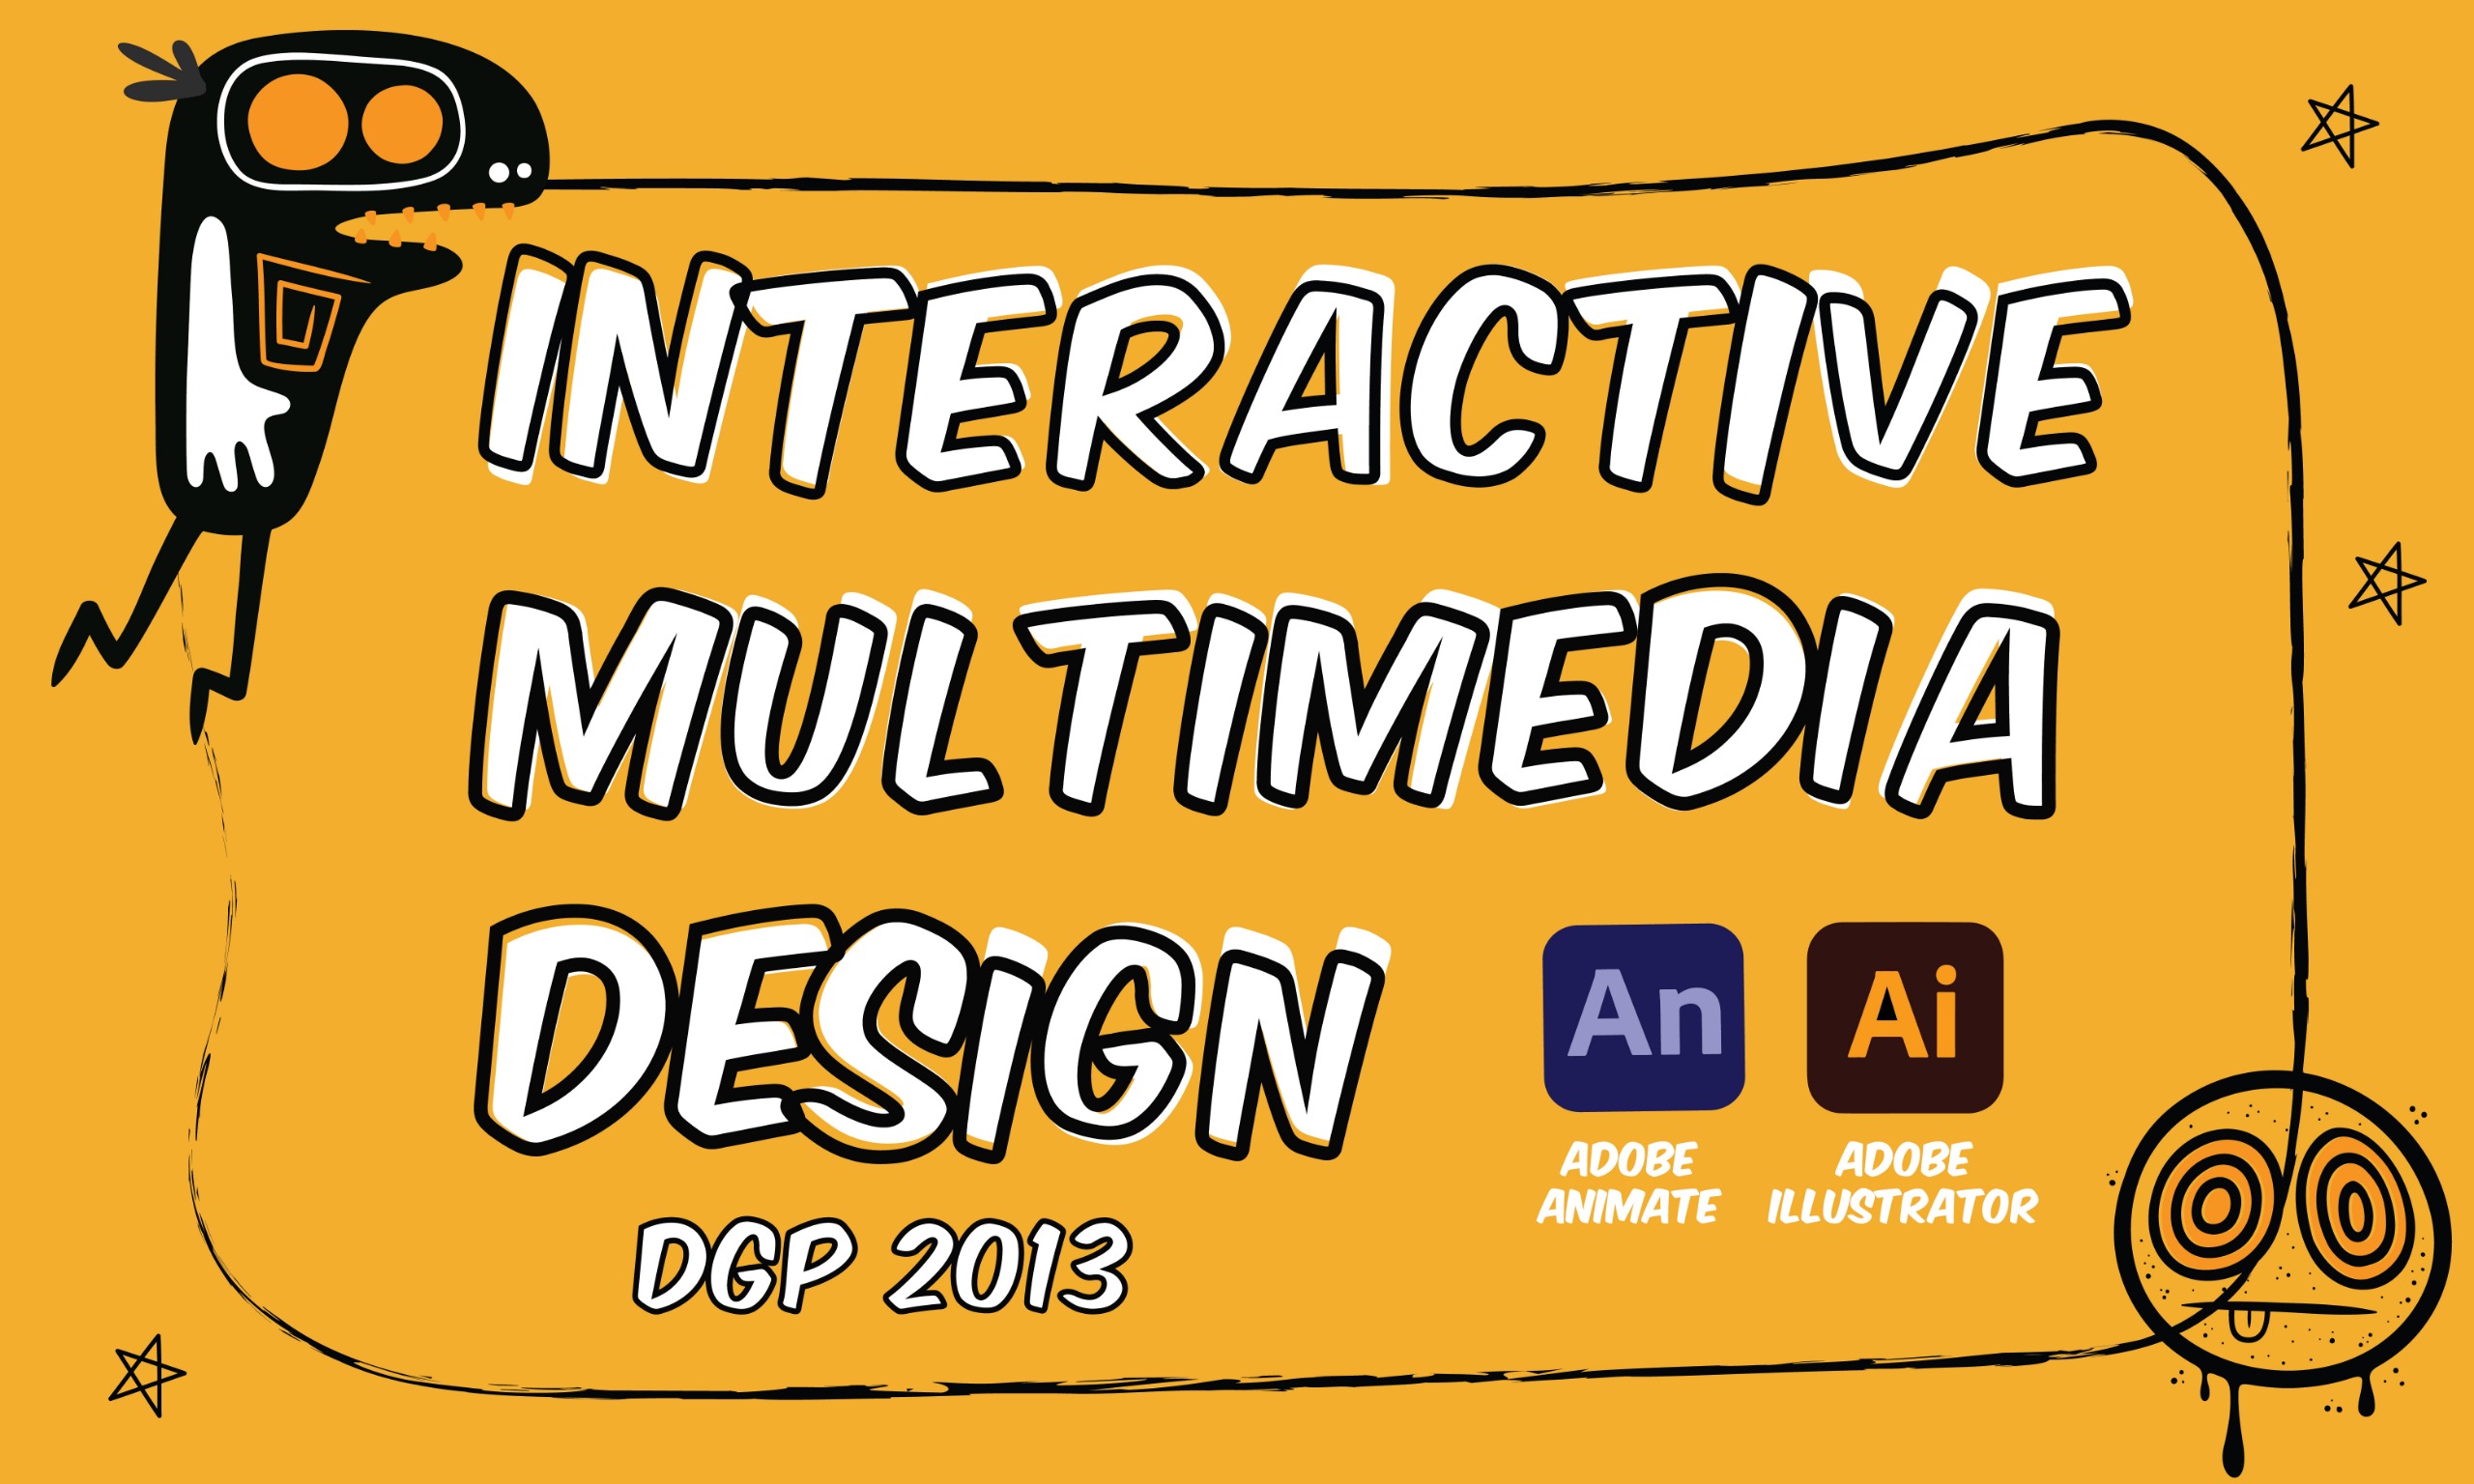 INTERACTIVE
MULTIMEDIA
DESIGN
An Ai
ADOBE
ANIMATE
ADOBE
ILLUSTRATOR
DGP 2013